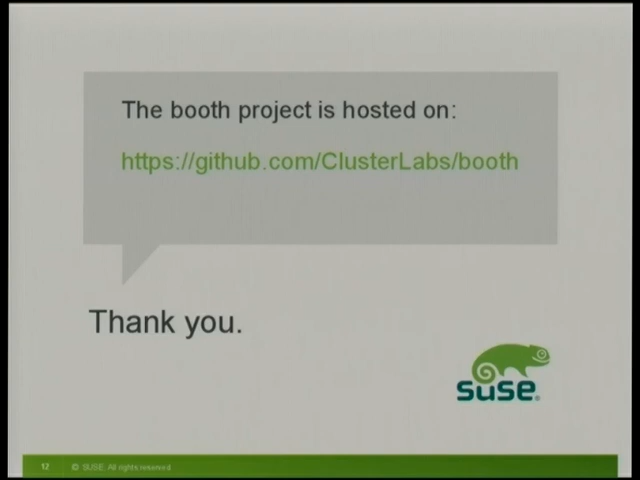 The booth project is hosted on:
https://github.com/ClusterLabs/booth
Thank you.
SUSE®
12 © SUSE. All rights reserved.